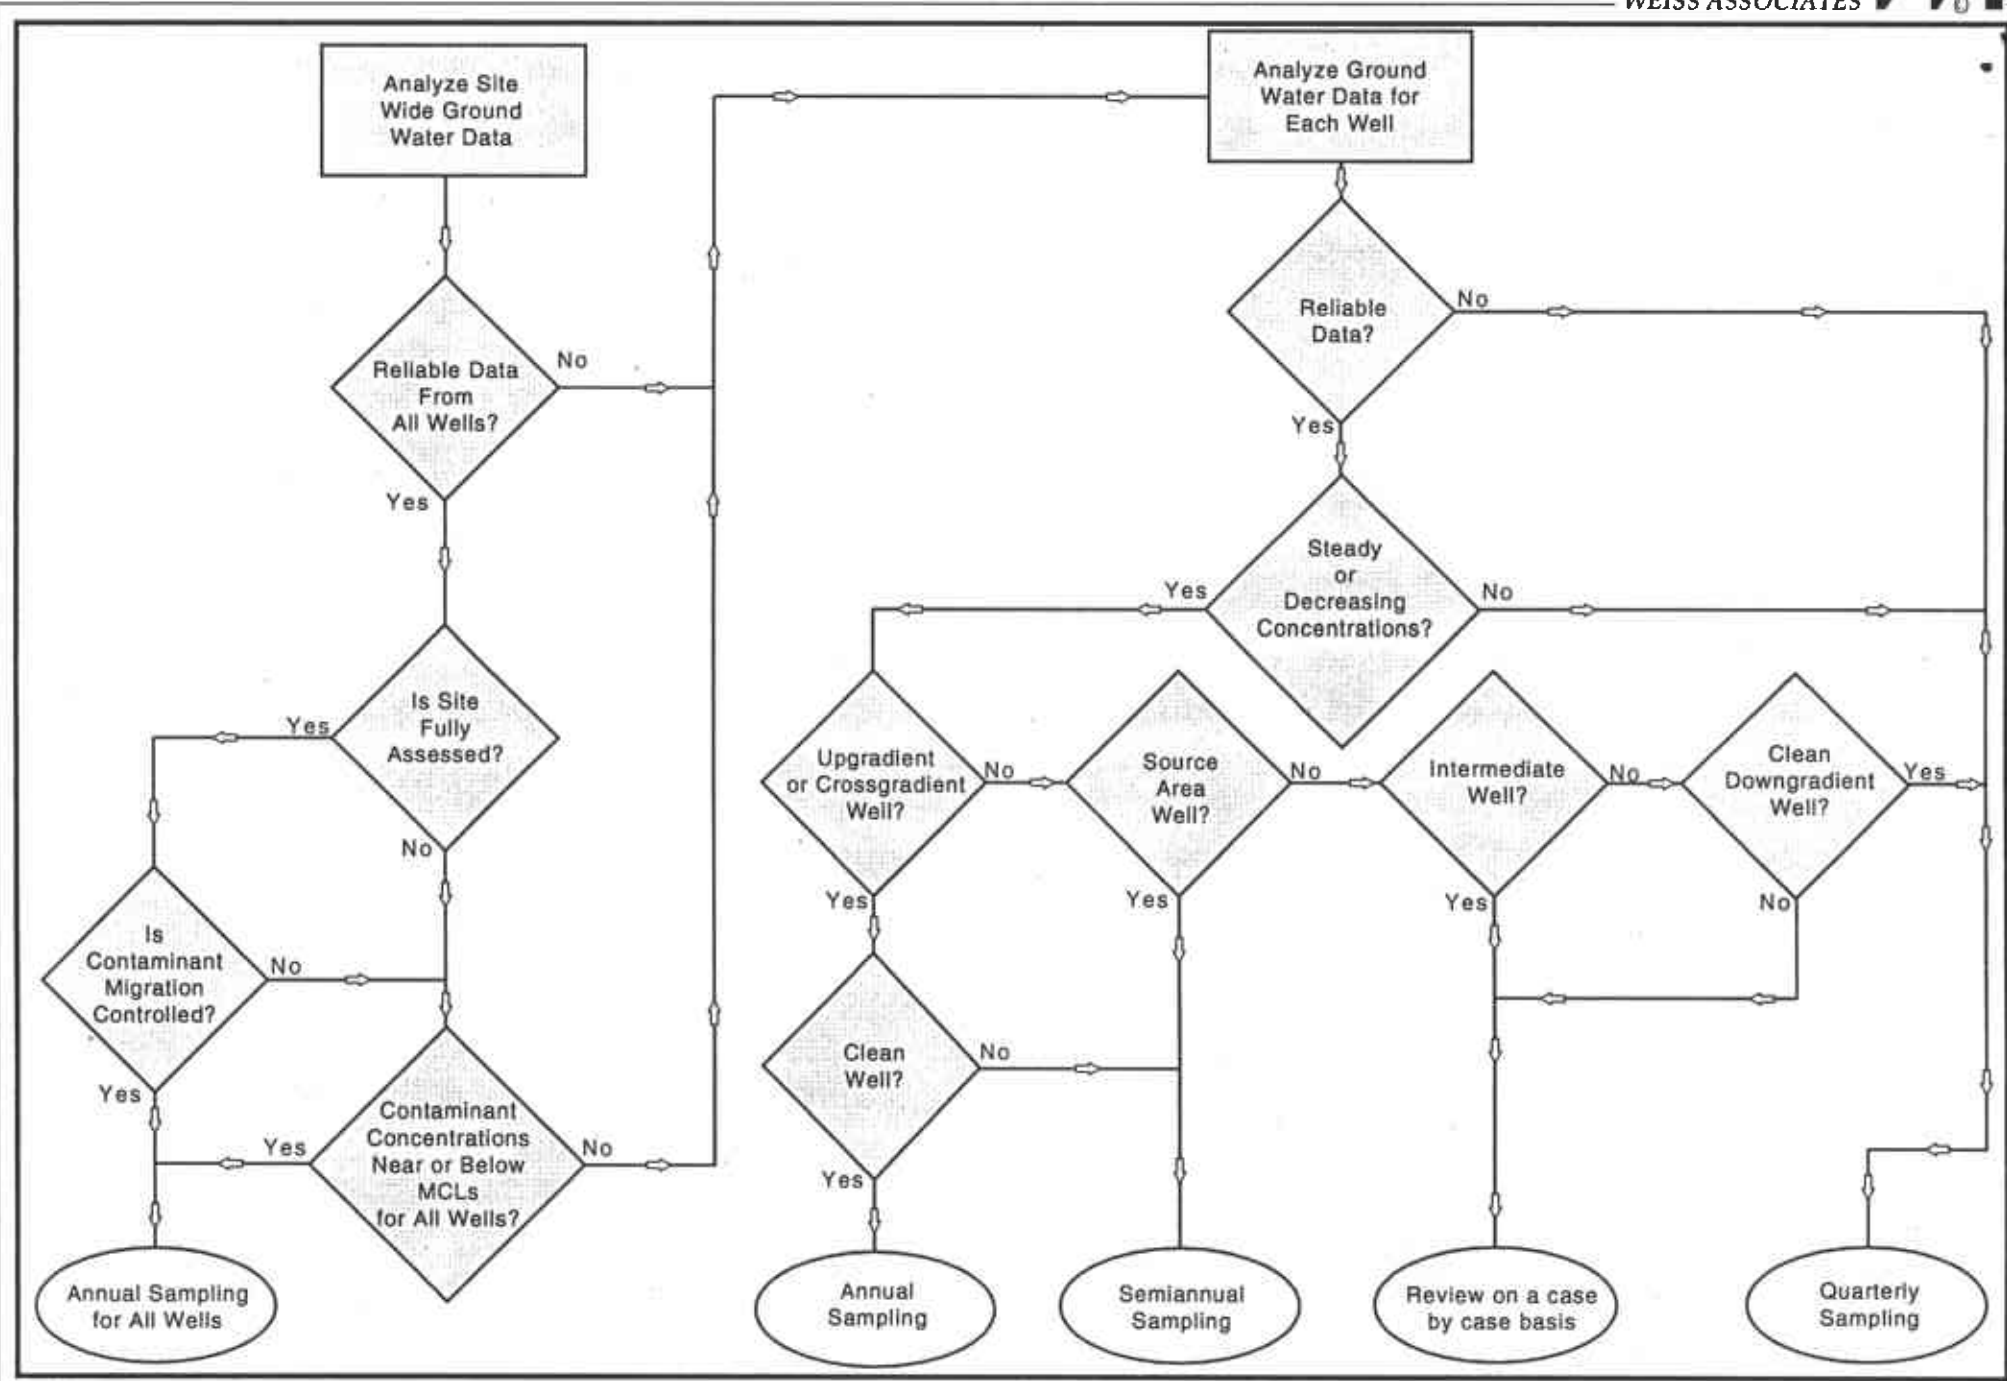 WEISS ASSOCIATES
Analyze Site
Wide Ground
Water Data
Reliable Data
From
All Wells?
No
Yes
Is Site
Fully
Assessed?
Yes
No
Is
Contaminant
Migration
Controlled?
No
Yes
Contaminant
Concentrations
Near or Below
MCLs
for All Wells?
Yes
No
Annual Sampling
for All Wells
Analyze Ground
Water Data for
Each Well
Reliable
Data?
No
Yes
Steady
or
Decreasing
Concentrations?
Yes
No
Upgradient
or Crossgradient
Well?
No
Yes
Source
Area
Well?
No
Yes
Intermediate
Well?
No
Yes
Clean
Downgradient
Well?
Yes
No
Clean
Well?
No
Yes
Annual
Sampling
Semiannual
Sampling
Review on a case
by case basis
Quarterly
Sampling